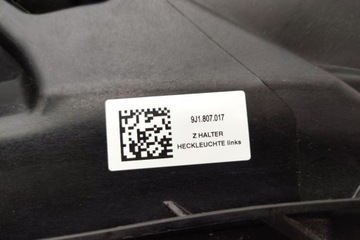 9J1.807.017
Z HALTER
HECKLEUCHTE links